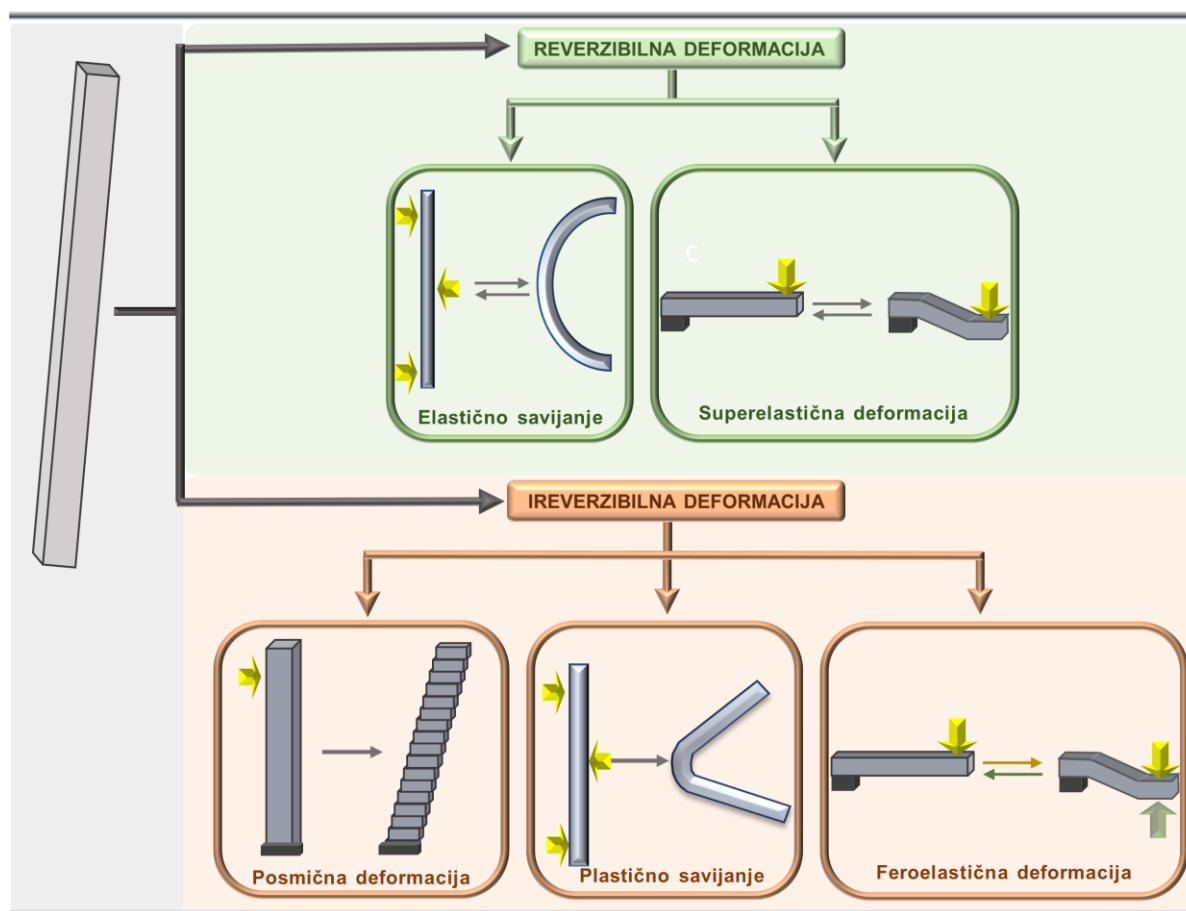 REVERZIBILNA DEFORMACIJA
C
Elastično savijanje
Superelastična deformacija
IREVERZIBILNA DEFORMACIJA
Posmična deformacija
Plastično savijanje
Feroelastična deformacija